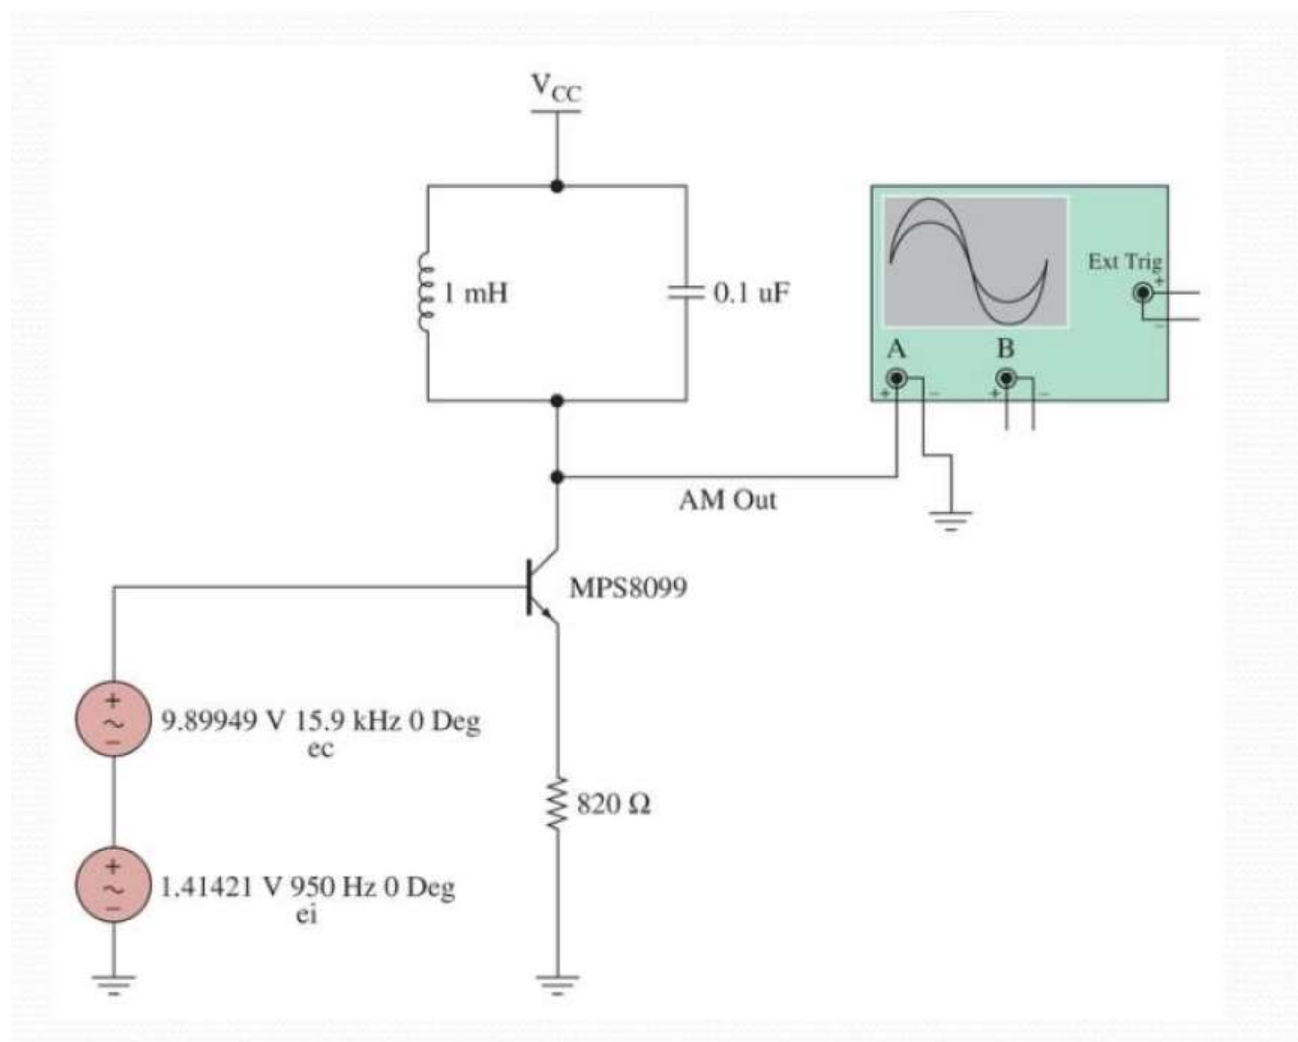 VCC
1 mH
0.1 uF
Ext Trig
+
−
A
B
+ −
+ −
AM Out
MPS8099
+
~
−
9.89949 V 15.9 kHz 0 Deg
ec
820 Ω
+
~
−
1.41421 V 950 Hz 0 Deg
ei